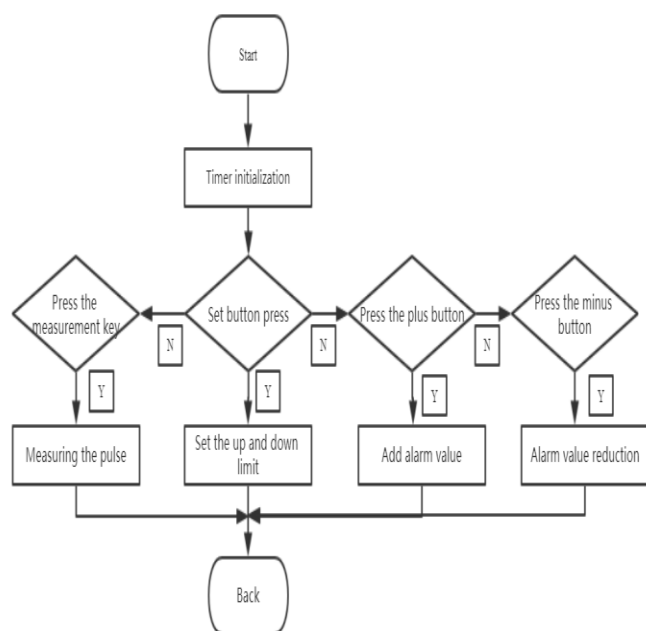 Start
Timer initialization
Press the
measurement key
Set button press
Press the plus button
Press the minus
button
N
N
N
Y
Y
Y
Y
Measuring the pulse
Set the up and down
limit
Add alarm value
Alarm value reduction
Back